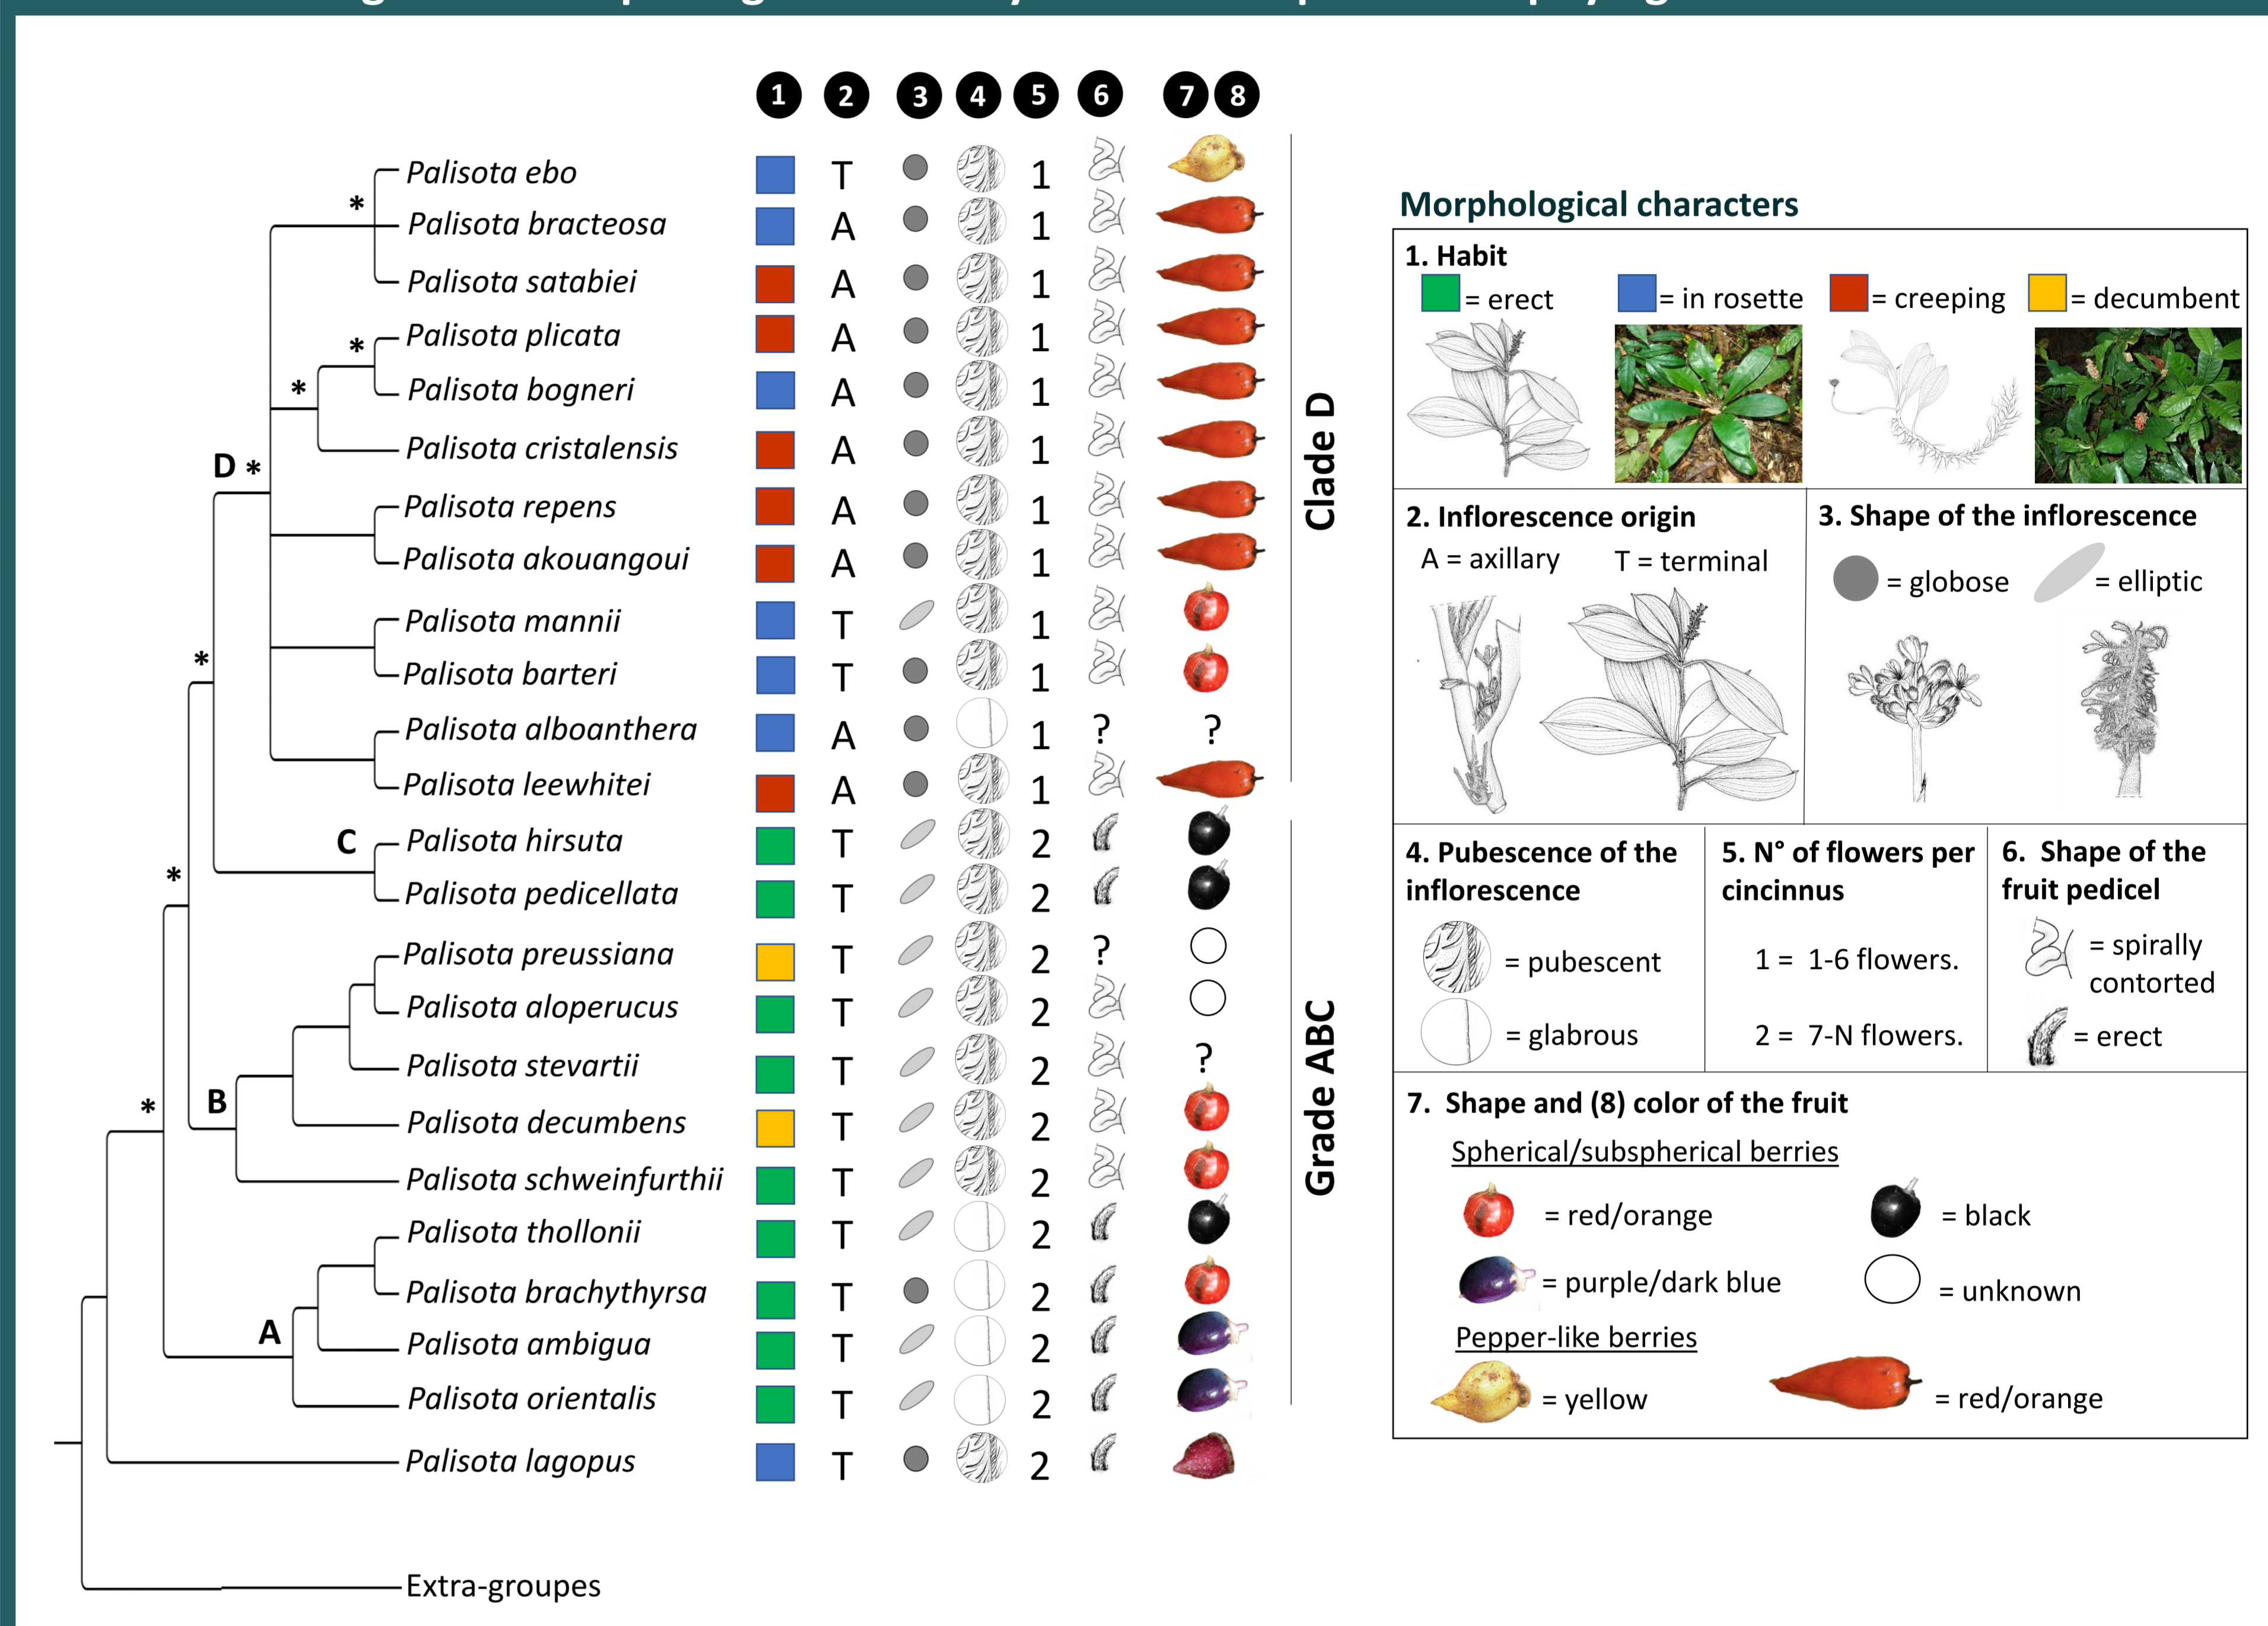 1 2 3 4 5 6 7 8
Palisota ebo T 1
* Palisota bracteosa A 1
Palisota satabiei A 1
* Palisota plicata A 1
* Palisota bogneri A 1
Palisota cristalensis A 1
D *
Palisota repens A 1
Palisota akouangoui A 1
Palisota mannii T 1
* Palisota barteri T 1
Palisota alboanthera A 1 ? ?
Palisota leewhitei A 1
C Palisota hirsuta T 2
* Palisota pedicellata T 2
Palisota preussiana T 2 ?
Palisota aloperucus T 2
Palisota stevartii T 2 ?
* B Palisota decumbens T 2
Palisota schweinfurthii T 2
Palisota thollonii T 2
Palisota brachythyrsa T 2
A Palisota ambigua T 2
Palisota orientalis T 2
Palisota lagopus T 2
Extra-groupes
Clade D
Grade ABC
Morphological characters
1. Habit
= erect = in rosette = creeping = decumbent
2. Inflorescence origin
A = axillary T = terminal
3. Shape of the inflorescence
= globose = elliptic
4. Pubescence of the
inflorescence
= pubescent
= glabrous
5. N° of flowers per
cincinnus
1 = 1-6 flowers.
2 = 7-N flowers.
6. Shape of the
fruit pedicel
= spirally
contorted
= erect
7. Shape and (8) color of the fruit
Spherical/subspherical berries
= red/orange = black
= purple/dark blue = unknown
Pepper-like berries
= yellow = red/orange